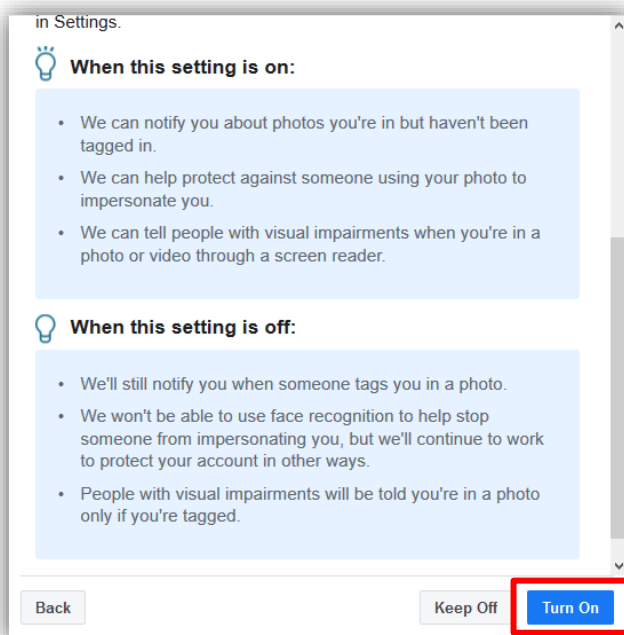 in Settings.
When this setting is on:
• We can notify you about photos you're in but haven't been
tagged in.
• We can help protect against someone using your photo to
impersonate you.
• We can tell people with visual impairments when you're in a
photo or video through a screen reader.
When this setting is off:
• We'll still notify you when someone tags you in a photo.
• We won't be able to use face recognition to help stop
someone from impersonating you, but we'll continue to work
to protect your account in other ways.
• People with visual impairments will be told you're in a photo
only if you're tagged.
Back Keep Off Turn On